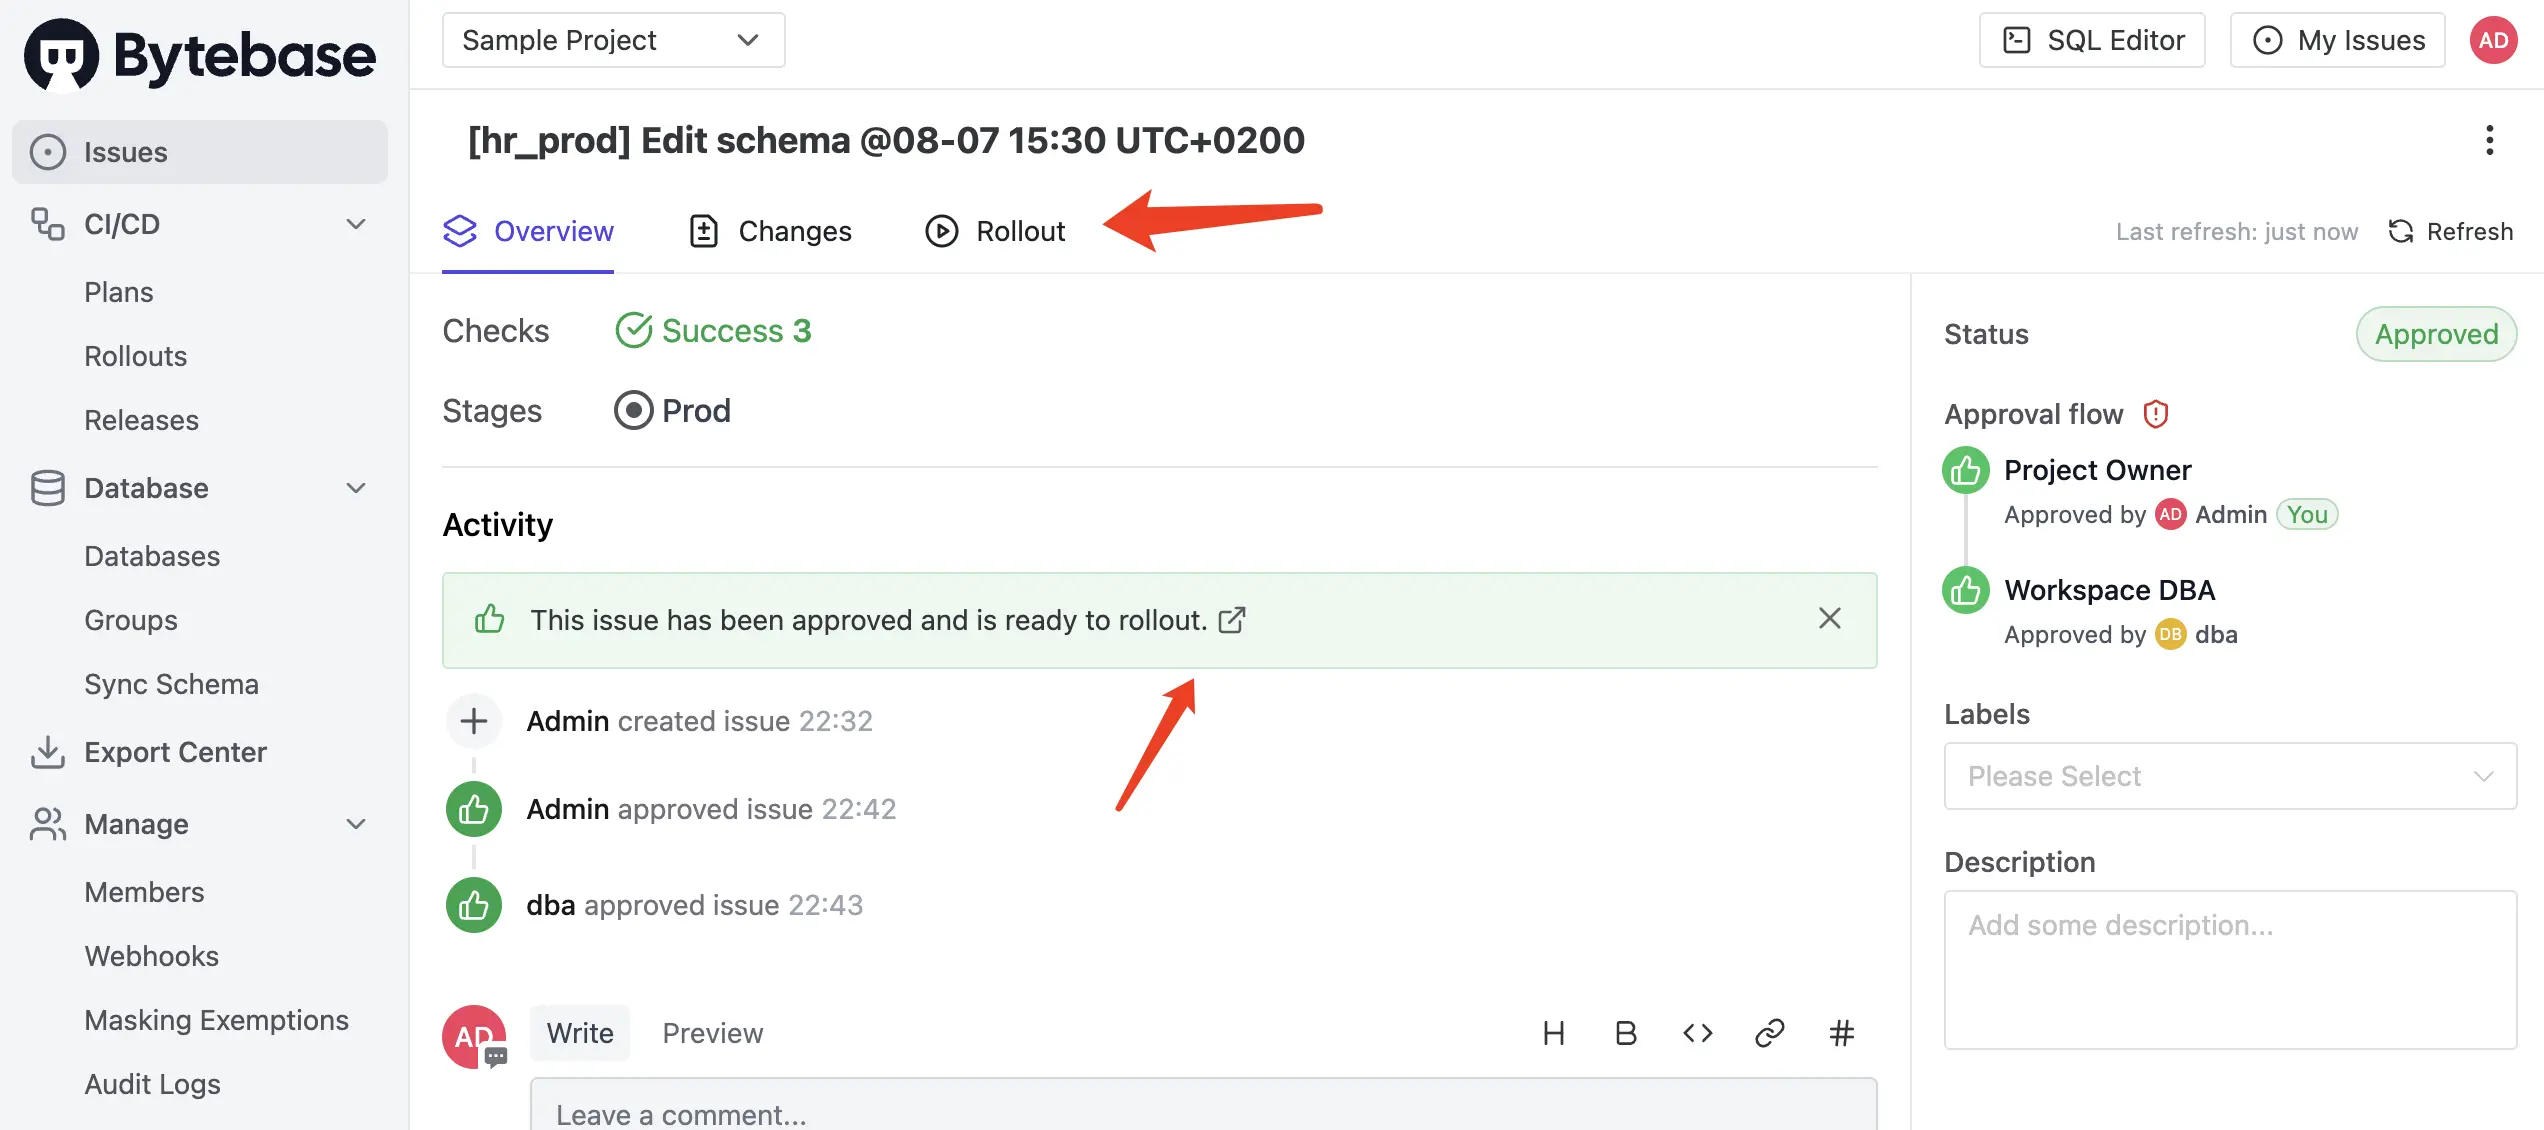 Bytebase
Sample Project
SQL Editor
My Issues
AD
Issues
CI/CD
Plans
Rollouts
Releases
Database
Databases
Groups
Sync Schema
Export Center
Manage
Members
Webhooks
Masking Exemptions
Audit Logs
[hr_prod] Edit schema @08-07 15:30 UTC+0200
Overview
Changes
Rollout
Last refresh: just now
Refresh
Checks
Success 3
Stages
Prod
Activity
This issue has been approved and is ready to rollout.
Admin created issue 22:32
Admin approved issue 22:42
dba approved issue 22:43
AD
Write
Preview
H
B
<>
#
Leave a comment...
Status
Approved
Approval flow
Project Owner
Approved by AD Admin You
Workspace DBA
Approved by DB dba
Labels
Please Select
Description
Add some description...